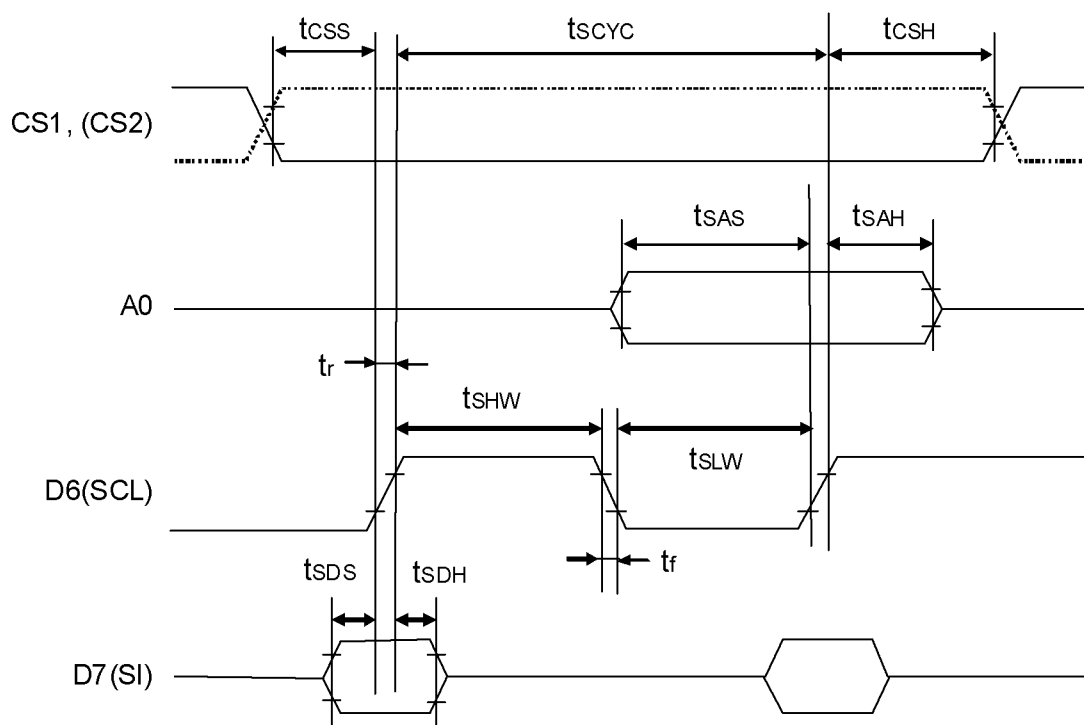 tCSS
tSCYC
tCSH
CS1, (CS2)
tSAS
tSAH
A0
tr
tSHW
tSLW
D6(SCL)
tf
tSDS
tSDH
D7(SI)